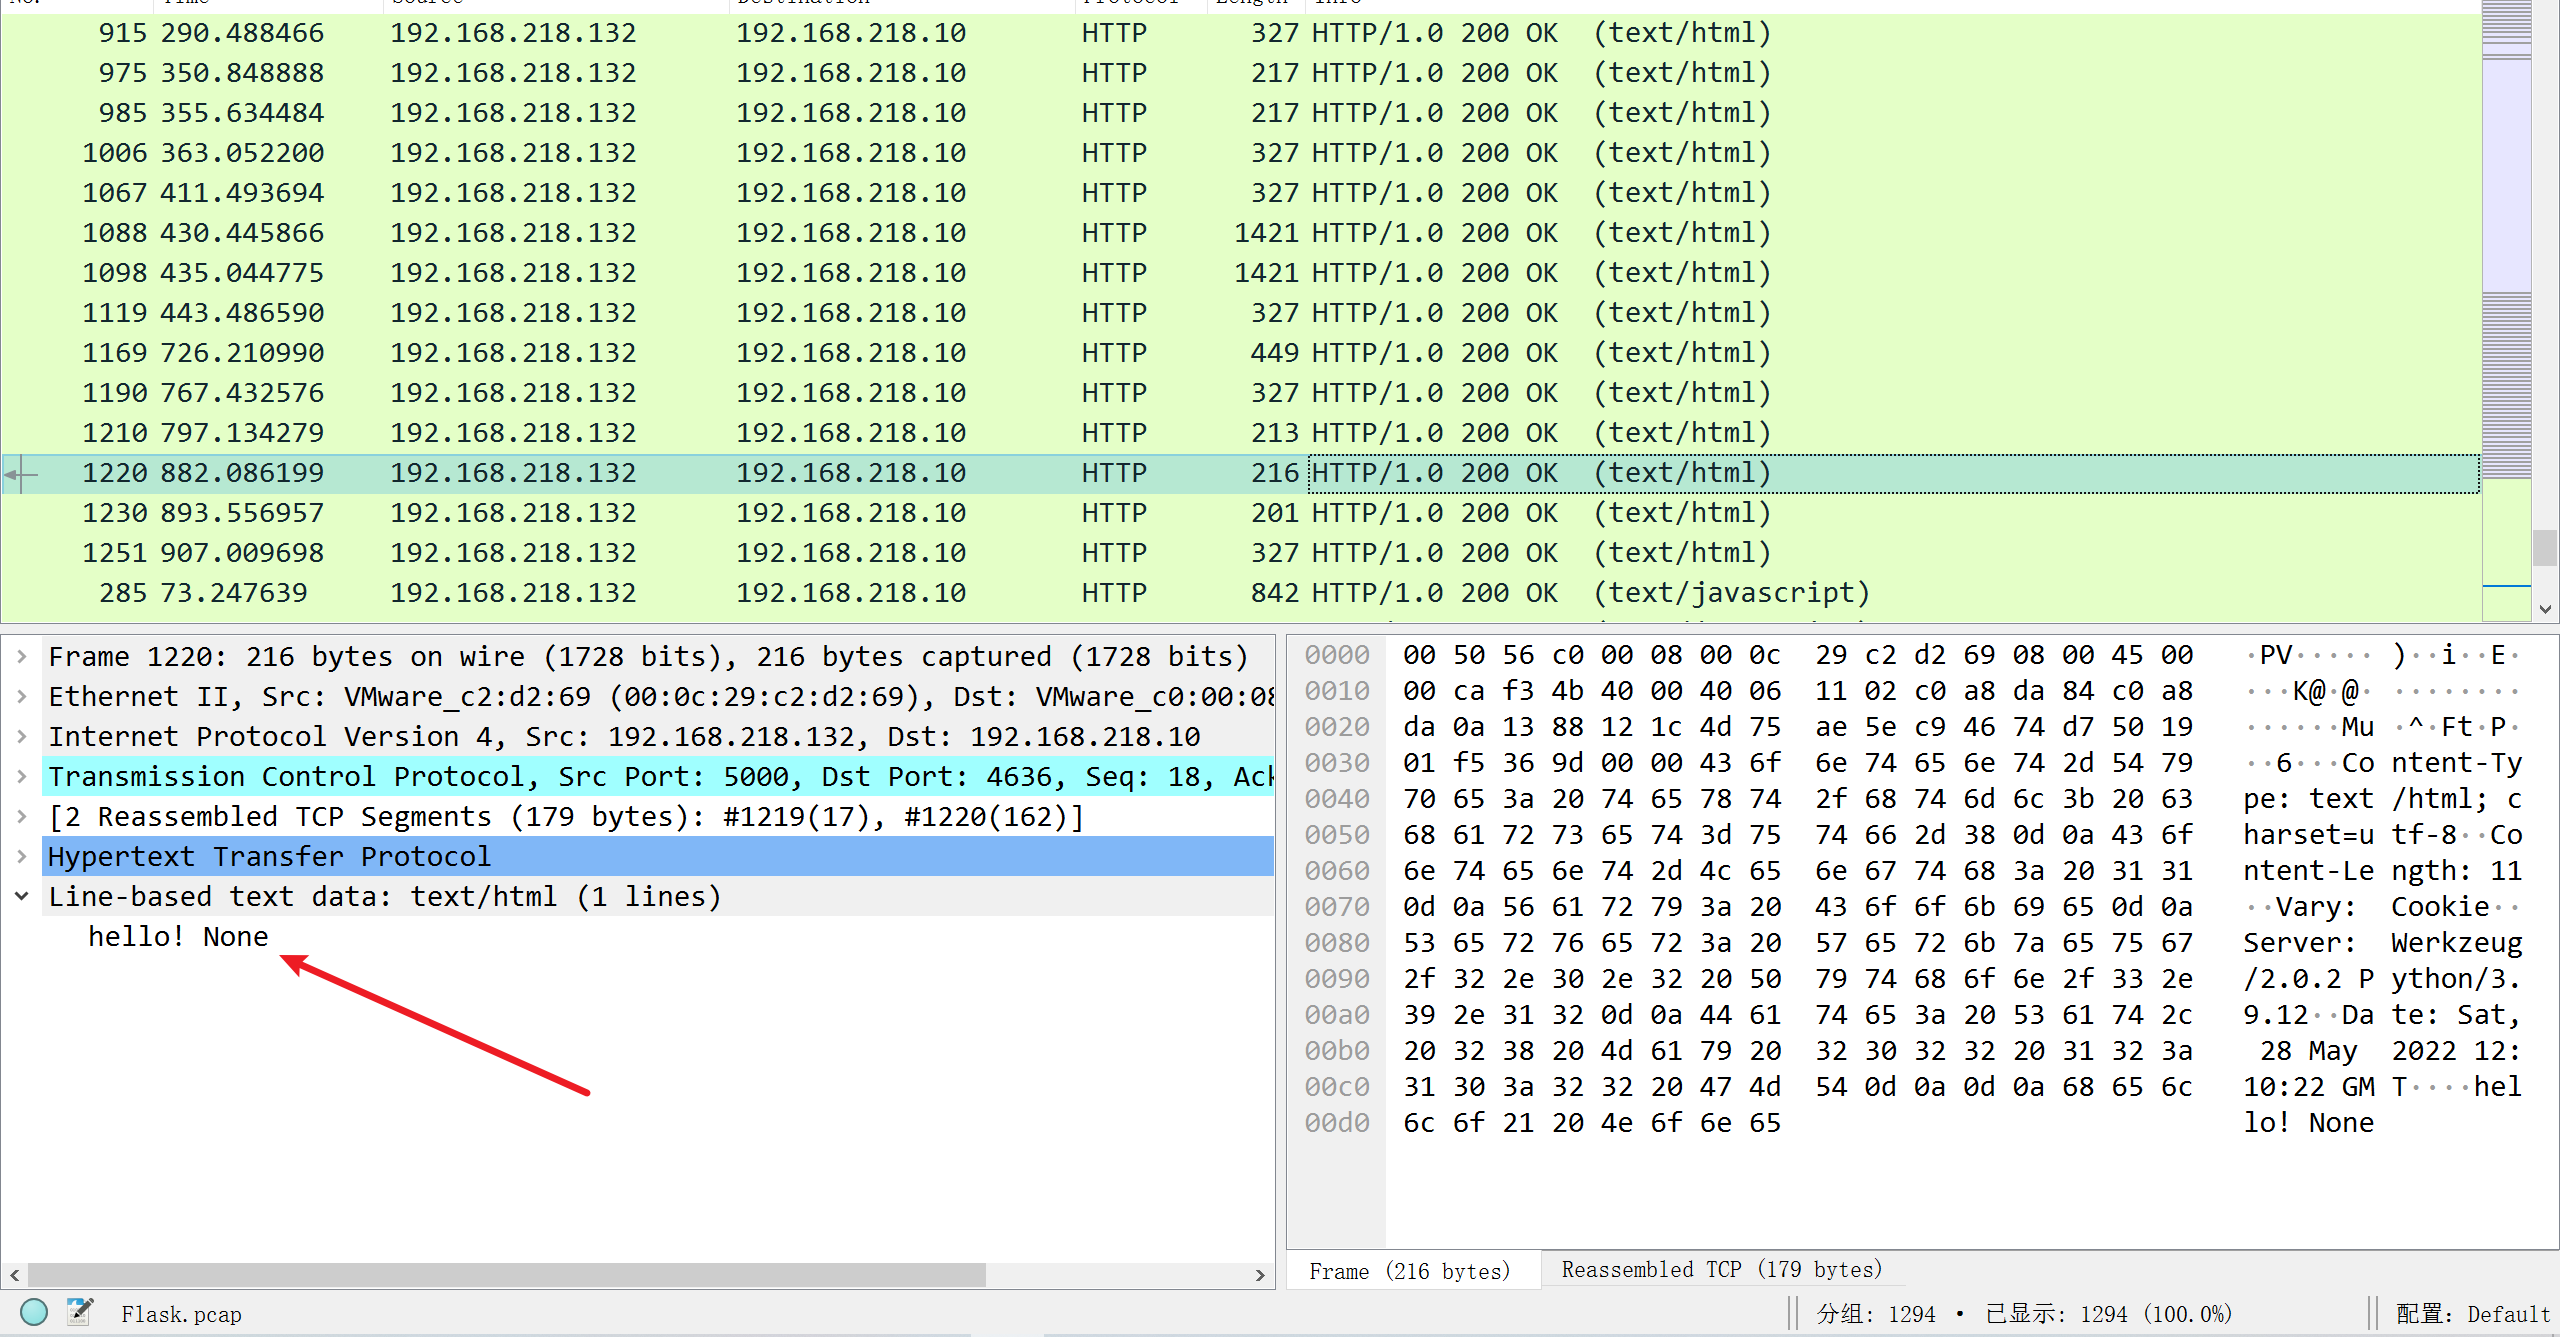 No. Time Source Destination Protocol Length Info
915 290.488466 192.168.218.132 192.168.218.10 HTTP 327 HTTP/1.0 200 OK (text/html)
975 350.848888 192.168.218.132 192.168.218.10 HTTP 217 HTTP/1.0 200 OK (text/html)
985 355.634484 192.168.218.132 192.168.218.10 HTTP 217 HTTP/1.0 200 OK (text/html)
1006 363.052200 192.168.218.132 192.168.218.10 HTTP 327 HTTP/1.0 200 OK (text/html)
1067 411.493694 192.168.218.132 192.168.218.10 HTTP 327 HTTP/1.0 200 OK (text/html)
1088 430.445866 192.168.218.132 192.168.218.10 HTTP 1421 HTTP/1.0 200 OK (text/html)
1098 435.044775 192.168.218.132 192.168.218.10 HTTP 1421 HTTP/1.0 200 OK (text/html)
1119 443.486590 192.168.218.132 192.168.218.10 HTTP 327 HTTP/1.0 200 OK (text/html)
1169 726.210990 192.168.218.132 192.168.218.10 HTTP 449 HTTP/1.0 200 OK (text/html)
1190 767.432576 192.168.218.132 192.168.218.10 HTTP 327 HTTP/1.0 200 OK (text/html)
1210 797.134279 192.168.218.132 192.168.218.10 HTTP 213 HTTP/1.0 200 OK (text/html)
1220 882.086199 192.168.218.132 192.168.218.10 HTTP 216 HTTP/1.0 200 OK (text/html)
1230 893.556957 192.168.218.132 192.168.218.10 HTTP 201 HTTP/1.0 200 OK (text/html)
1251 907.009698 192.168.218.132 192.168.218.10 HTTP 327 HTTP/1.0 200 OK (text/html)
285 73.247639 192.168.218.132 192.168.218.10 HTTP 842 HTTP/1.0 200 OK (text/javascript)
Frame 1220: 216 bytes on wire (1728 bits), 216 bytes captured (1728 bits)
Ethernet II, Src: VMware_c2:d2:69 (00:0c:29:c2:d2:69), Dst: VMware_c0:00:08
Internet Protocol Version 4, Src: 192.168.218.132, Dst: 192.168.218.10
Transmission Control Protocol, Src Port: 5000, Dst Port: 4636, Seq: 18, Ack
[2 Reassembled TCP Segments (179 bytes): #1219(17), #1220(162)]
Hypertext Transfer Protocol
Line-based text data: text/html (1 lines)
hello! None
0000 00 50 56 c0 00 08 00 0c 29 c2 d2 69 08 00 45 00 ·PV····· )··i··E·
0010 00 ca f3 4b 40 00 40 06 11 02 c0 a8 da 84 c0 a8 ···K@·@· ········
0020 da 0a 13 88 12 1c 4d 75 ae 5e c9 46 74 d7 50 19 ······Mu ·^·Ft·P·
0030 01 f5 36 9d 00 00 43 6f 6e 74 65 6e 74 2d 54 79 ··6···Co ntent-Ty
0040 70 65 3a 20 74 65 78 74 2f 68 74 6d 6c 3b 20 63 pe: text /html; c
0050 68 61 72 73 65 74 3d 75 74 66 2d 38 0d 0a 43 6f harset=u tf-8··Co
0060 6e 74 65 6e 74 2d 4c 65 6e 67 74 68 3a 20 31 31 ntent-Le ngth: 11
0070 0d 0a 56 61 72 79 3a 20 43 6f 6f 6b 69 65 0d 0a ··Vary: Cookie··
0080 53 65 72 76 65 72 3a 20 57 65 72 6b 7a 65 75 67 Server: Werkzeug
0090 2f 32 2e 30 2e 32 20 50 79 74 68 6f 6e 2f 33 2e /2.0.2 P ython/3.
00a0 39 2e 31 32 0d 0a 44 61 74 65 3a 20 53 61 74 2c 9.12··Da te: Sat,
00b0 20 32 38 20 4d 61 79 20 32 30 32 32 20 31 32 3a 28 May 2022 12:
00c0 31 30 3a 32 32 20 47 4d 54 0d 0a 0d 0a 68 65 6c 10:22 GM T····hel
00d0 6c 6f 21 20 4e 6f 6e 65 lo! None
Frame (216 bytes) Reassembled TCP (179 bytes)
Flask.pcap 分组: 1294 · 已显示: 1294 (100.0%) 配置: Default